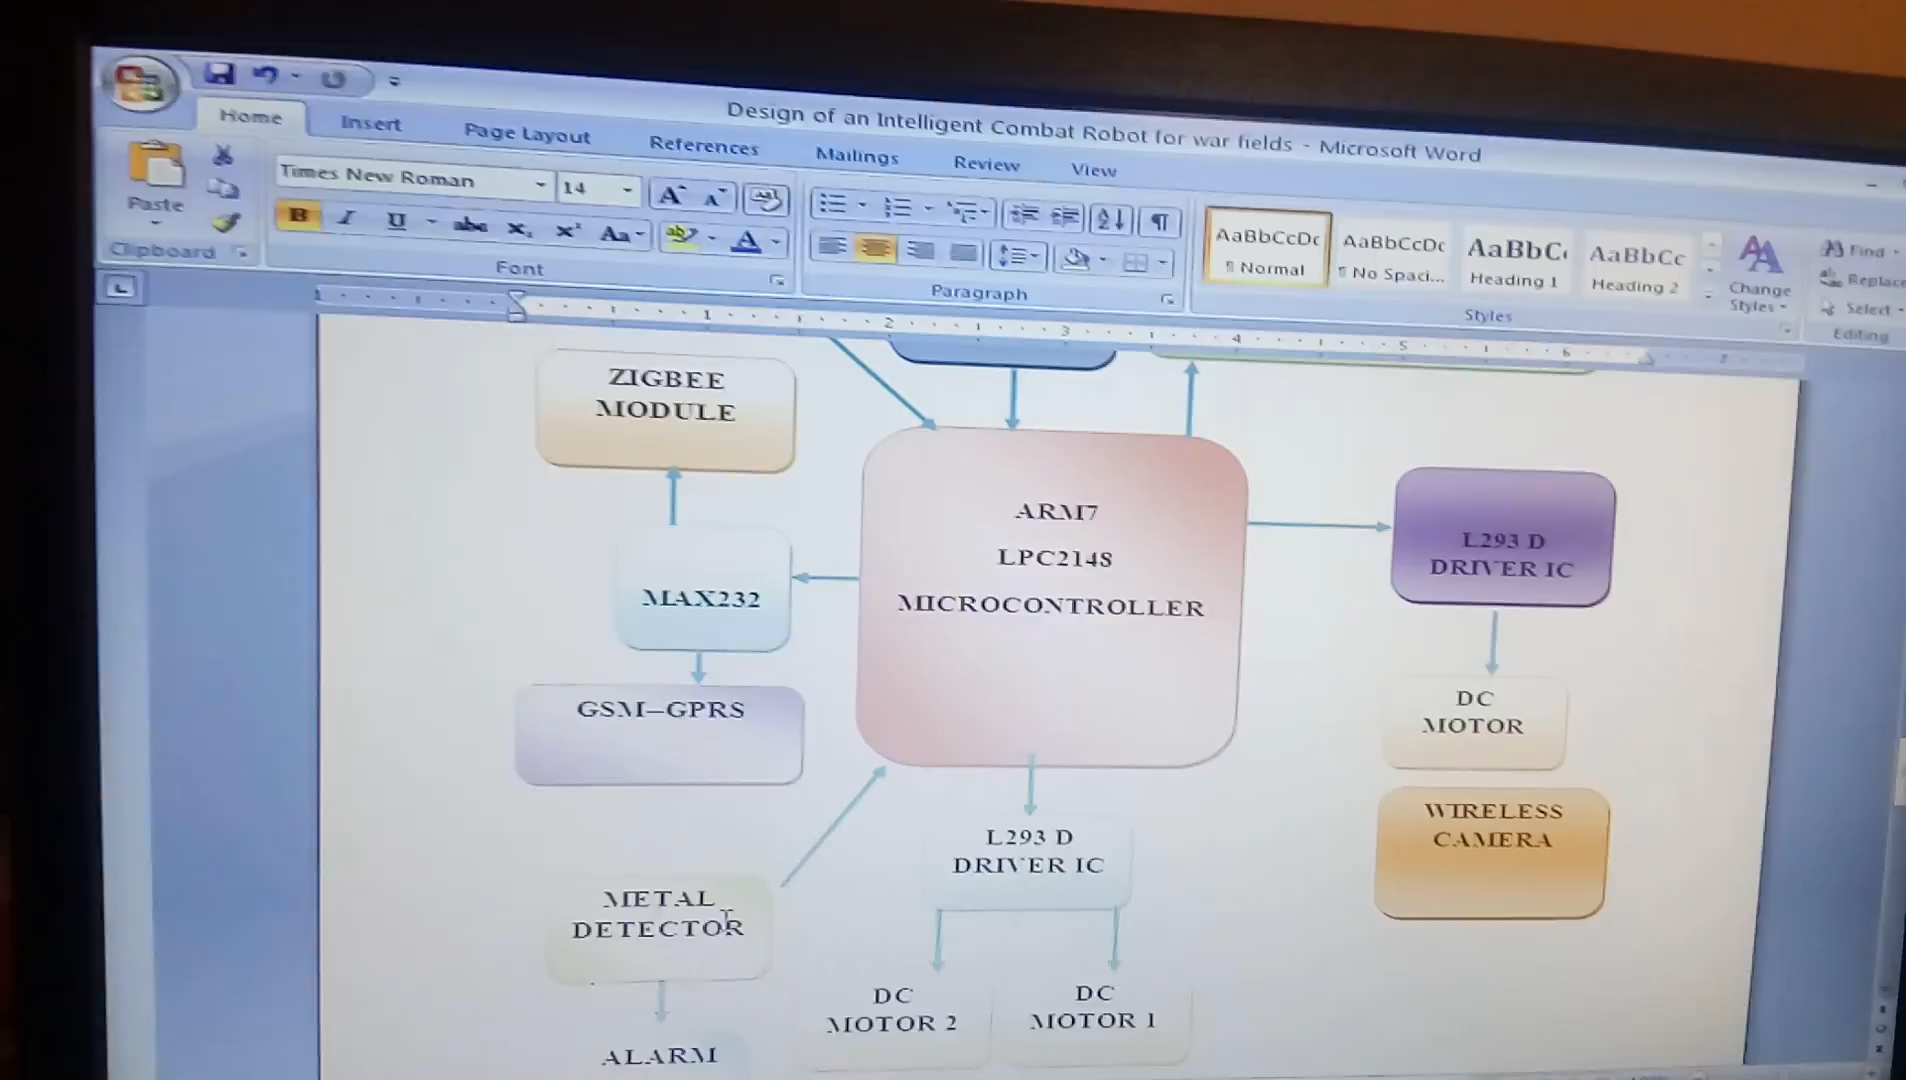 Design of an Intelligent Combat Robot for war fields - Microsoft Word
Home
Insert
Page Layout
References
Mailings
Review
View
Paste
Clipboard
Times New Roman
14
Font
Paragraph
AaBbCcDc
¶ Normal
AaBbCcDc
¶ No Spaci...
AaBbC
Heading 1
AaBbCc
Heading 2
Change
Styles
Styles
Find
Replace
Select
Editing
ZIGBEE
MODULE
ARM7
LPC2148
MICROCONTROLLER
MAX232
GSM–GPRS
L293 D
DRIVER IC
DC
MOTOR
WIRELESS
CAMERA
L293 D
DRIVER IC
METAL
DETECTOR
DC
MOTOR 2
DC
MOTOR 1
ALARM